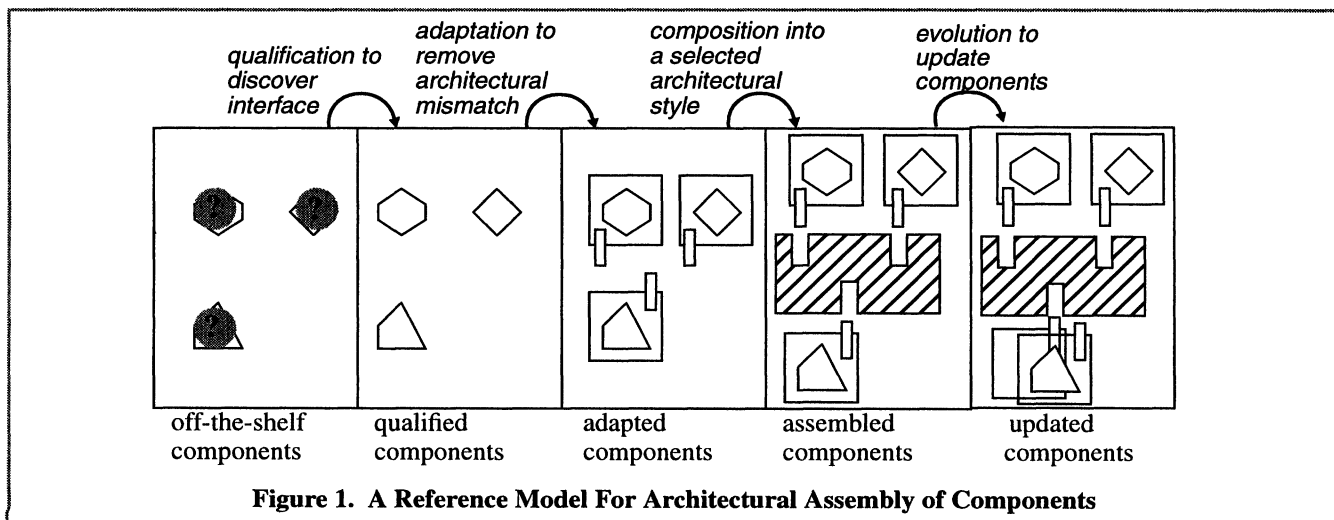 qualification to
discover
interface
adaptation to
remove
architectural
mismatch
composition into
a selected
architectural
style
evolution to
update
components
?
?
?
off-the-shelf
components
qualified
components
adapted
components
assembled
components
updated
components
Figure 1. A Reference Model For Architectural Assembly of Components